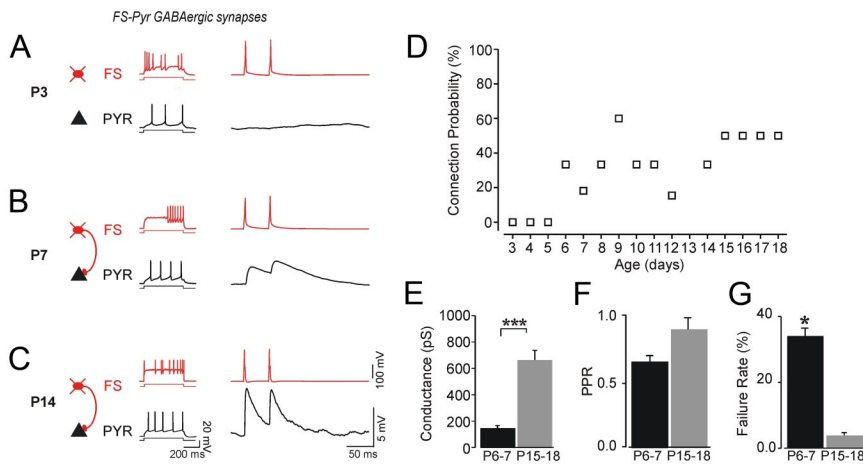 FS-Pyr GABAergic synapses
A
P3
FS
PYR
B
P7
FS
PYR
C
P14
FS
PYR
20 mV
200 ms
100 mV
5 mV
50 ms
D
Connection Probability (%)
100
80
60
40
20
0
3 4 5 6 7 8 9 10 11 12 13 14 15 16 17 18
Age (days)
E
Conductance (pS)
1000
800
600
400
200
***
P6-7 P15-18
F
PPR
1.0
0.5
0.0
P6-7 P15-18
G
Failure Rate (%)
40
20
0.0
*
P6-7 P15-18